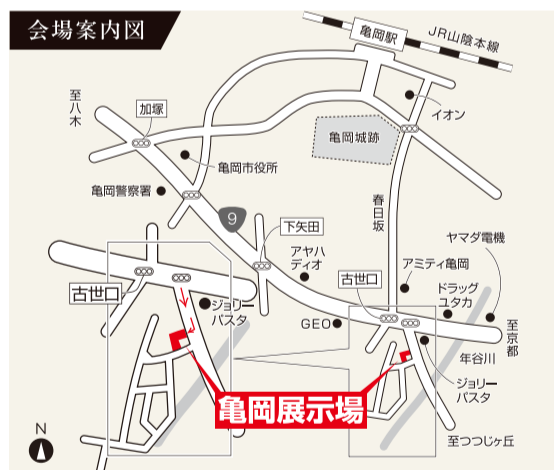 会場案内図
亀岡駅
JR山陰本線
至八木
加塚
イオン
亀岡城跡
亀岡市役所
亀岡警察署
春日坂
9
下矢田
ヤマダ電機
アヤハ
ディオ
アミティ亀岡
古世口
古世口
ドラッグ
ユタカ
ジョリー
パスタ
GEO
至京都
年谷川
ジョリー
パスタ
亀岡展示場
至つつじヶ丘
N